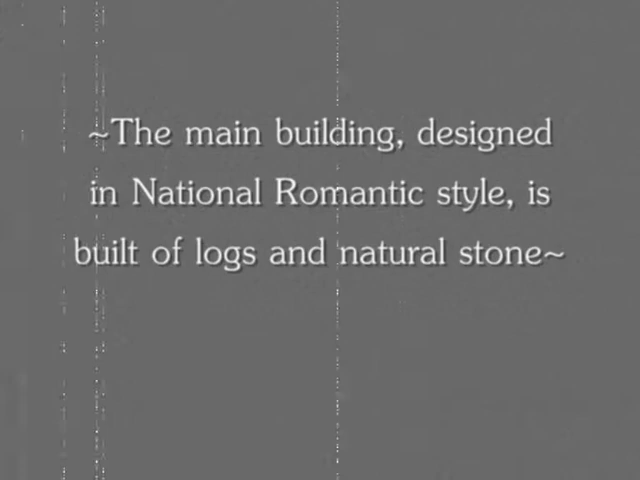 ~The main building, designed
in National Romantic style, is
built of logs and natural stone~